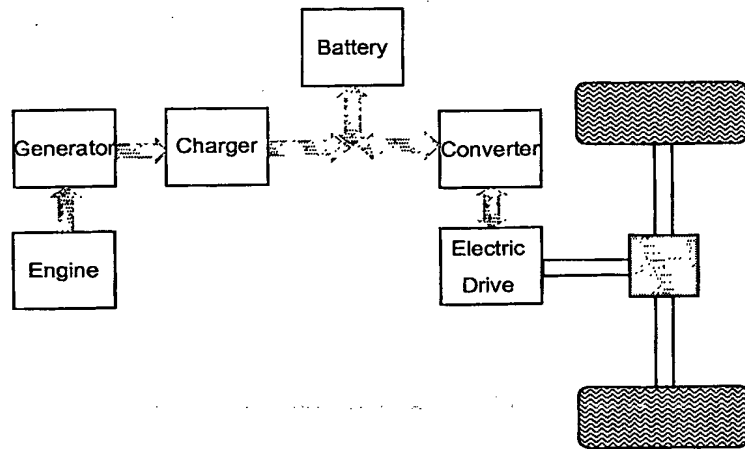 Battery
Generator
Charger
Converter
Engine
Electric
Drive